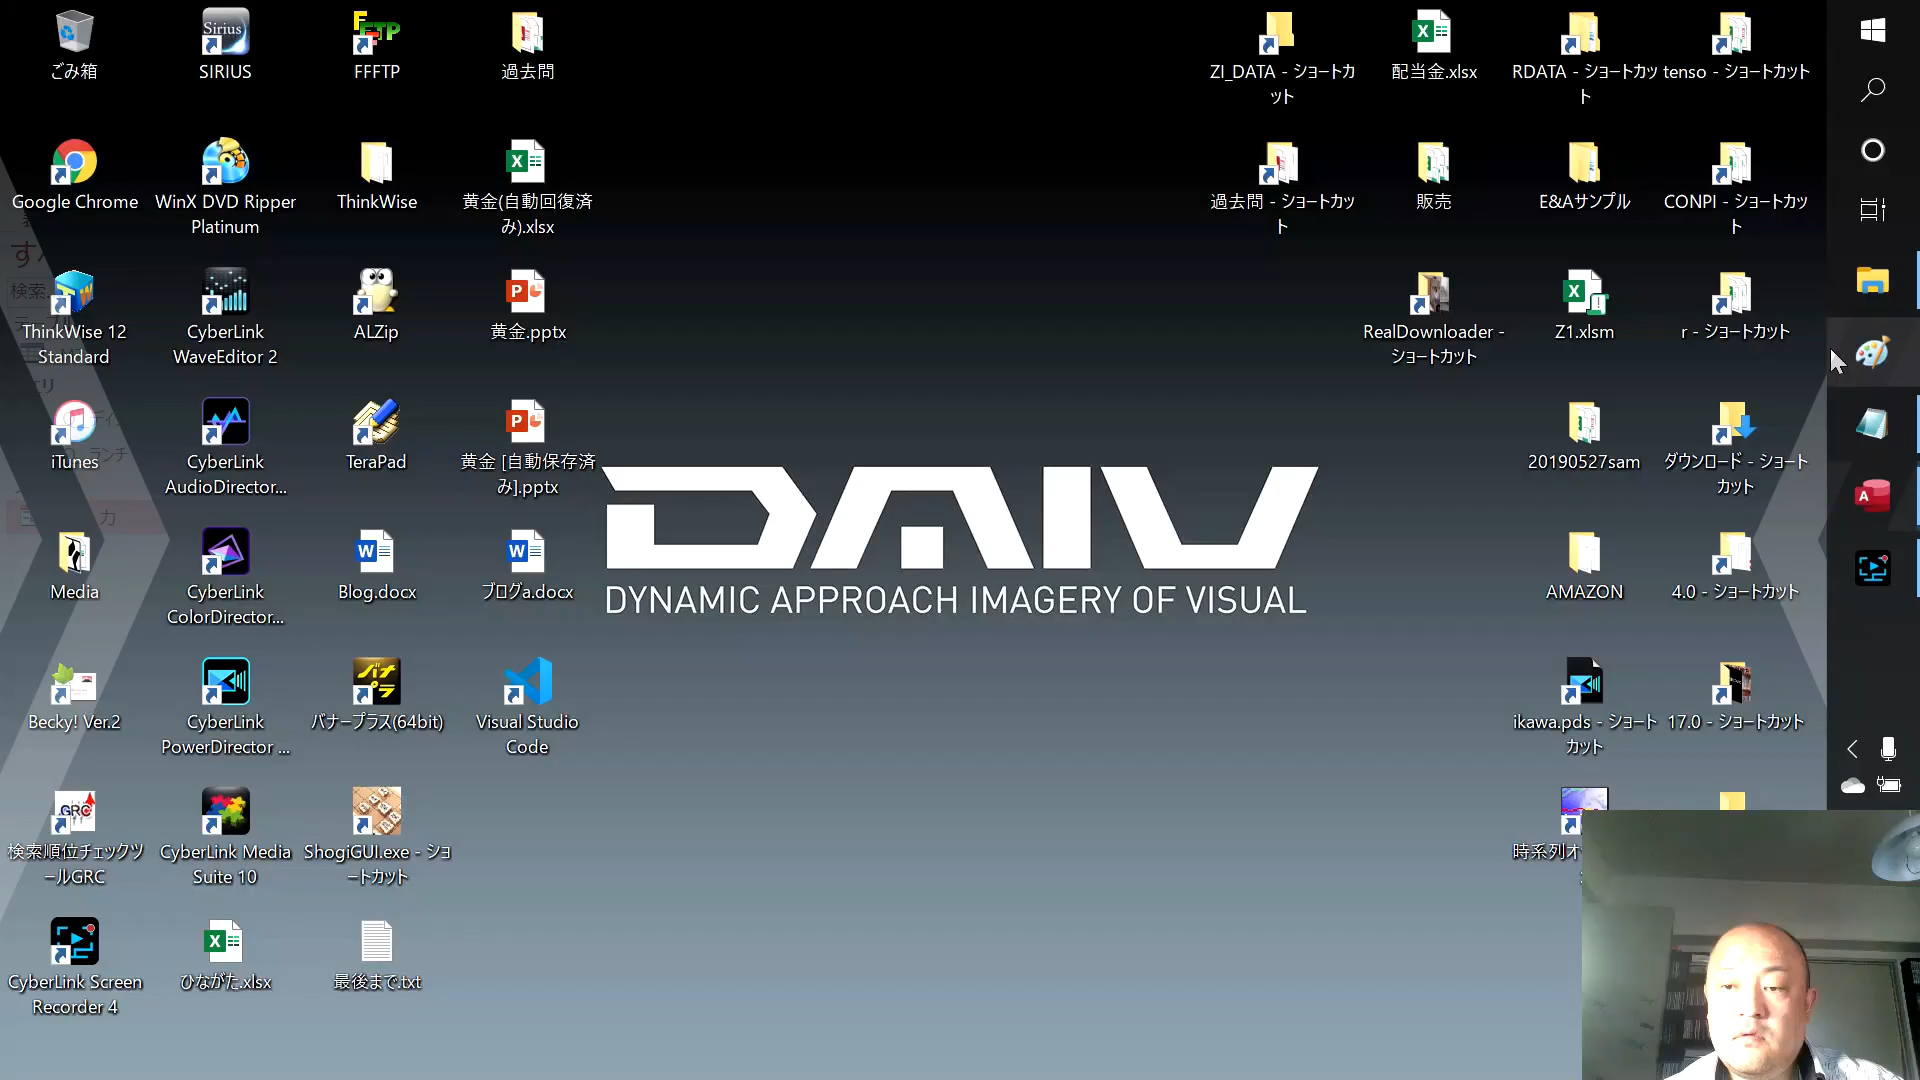 ごみ箱
SIRIUS
FFFTP
過去問
ZI_DATA - ショートカ
ット
配当金.xlsx
RDATA - ショートカッ
ト
tenso - ショートカット
Google Chrome
WinX DVD Ripper
Platinum
ThinkWise
黄金(自動回復済
み).xlsx
過去問 - ショートカッ
ト
販売
E&Aサンプル
CONPI - ショートカッ
ト
検索
ThinkWise 12
Standard
CyberLink
WaveEditor 2
ALZip
黄金.pptx
RealDownloader -
ショートカット
Z1.xlsm
r - ショートカット
iTunes
CyberLink
AudioDirector...
TeraPad
黄金 [自動保存済
み].pptx
20190527sam
ダウンロード - ショート
カット
DAIV
DYNAMIC APPROACH IMAGERY OF VISUAL
Media
CyberLink
ColorDirector...
Blog.docx
ブログa.docx
AMAZON
4.0 - ショートカット
Becky! Ver.2
CyberLink
PowerDirector ...
バナープラス(64bit)
Visual Studio
Code
ikawa.pds - ショート
カット
17.0 - ショートカット
検索順位チェックツ
ールGRC
CyberLink Media
Suite 10
ShogiGUI.exe - ショ
ートカット
時系列オ
CyberLink Screen
Recorder 4
ひながた.xlsx
最後まで.txt